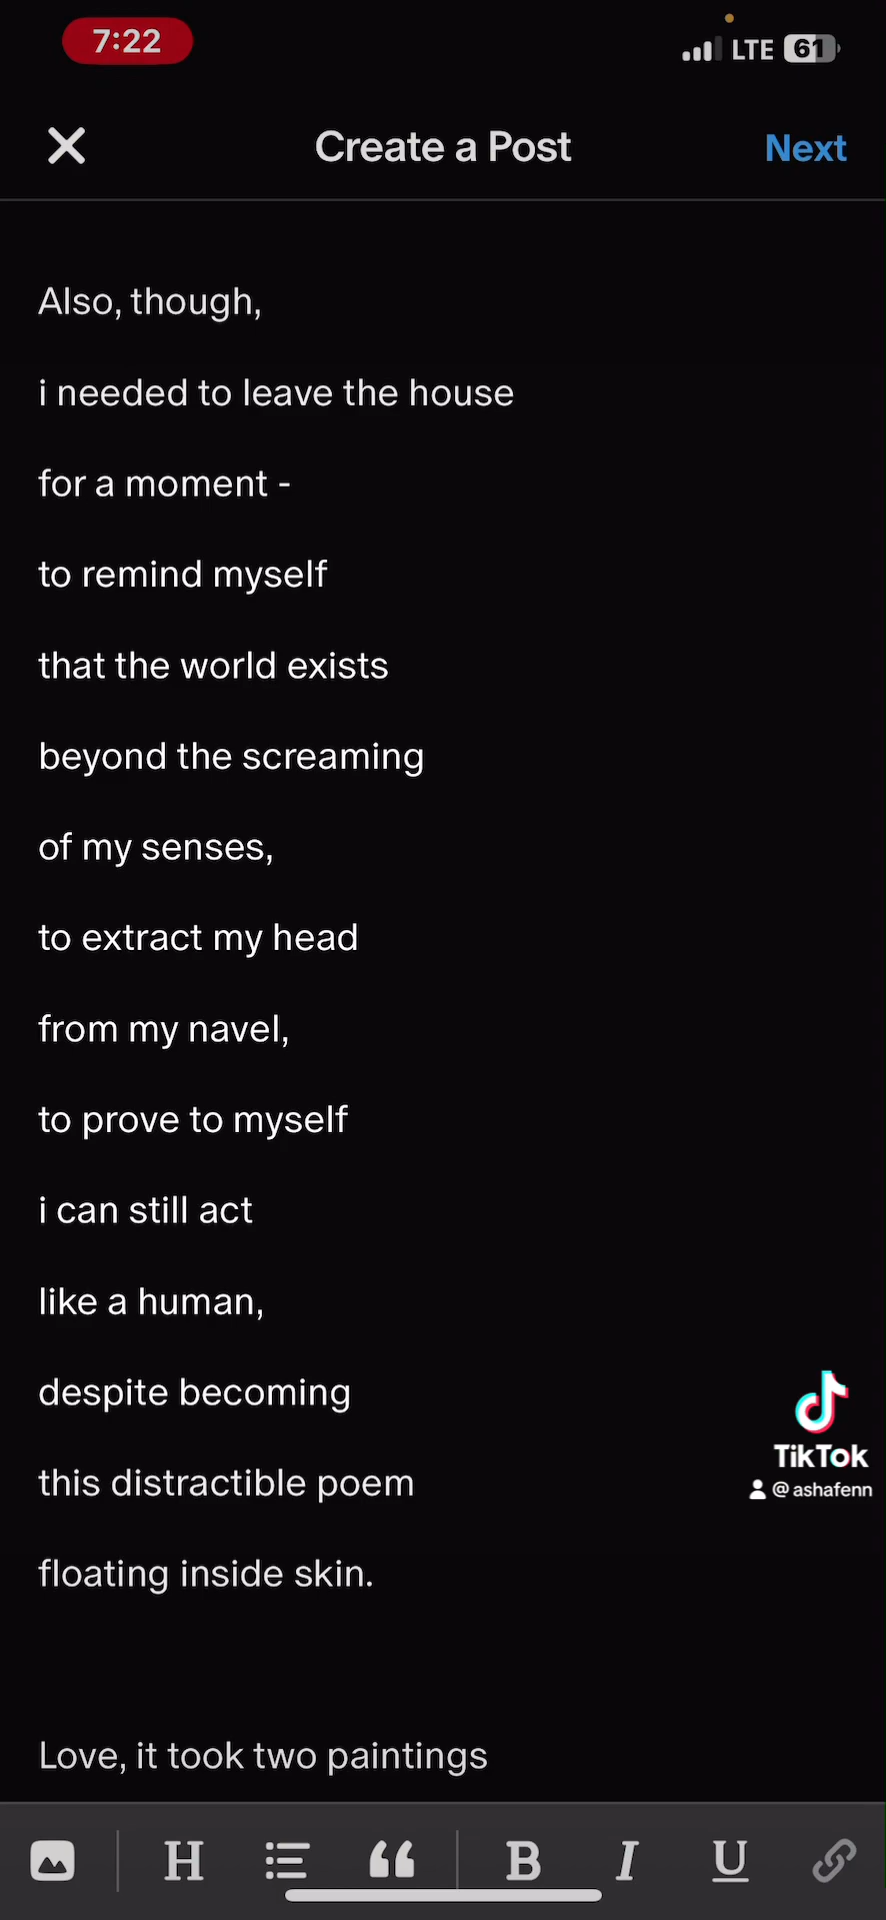 7:22
LTE 61
Create a Post
Next
Also, though,
i needed to leave the house
for a moment -
to remind myself
that the world exists
beyond the screaming
of my senses,
to extract my head
from my navel,
to prove to myself
i can still act
like a human,
despite becoming
this distractible poem
floating inside skin.
TikTok
@ashafenn
Love, it took two paintings
H B I U